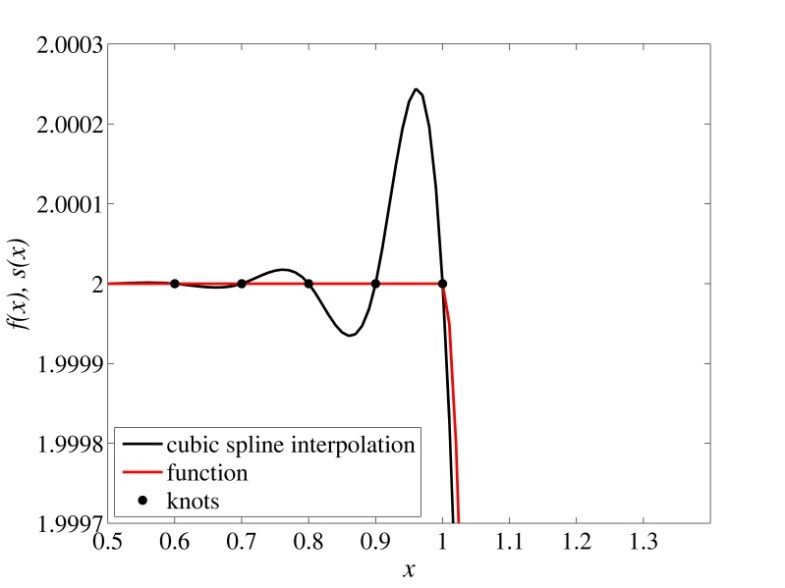 2.0003
2.0002
2.0001
2
1.9999
1.9998
1.9997
f(x), s(x)
cubic spline interpolation
function
knots
0.5 0.6 0.7 0.8 0.9 1 1.1 1.2 1.3
x